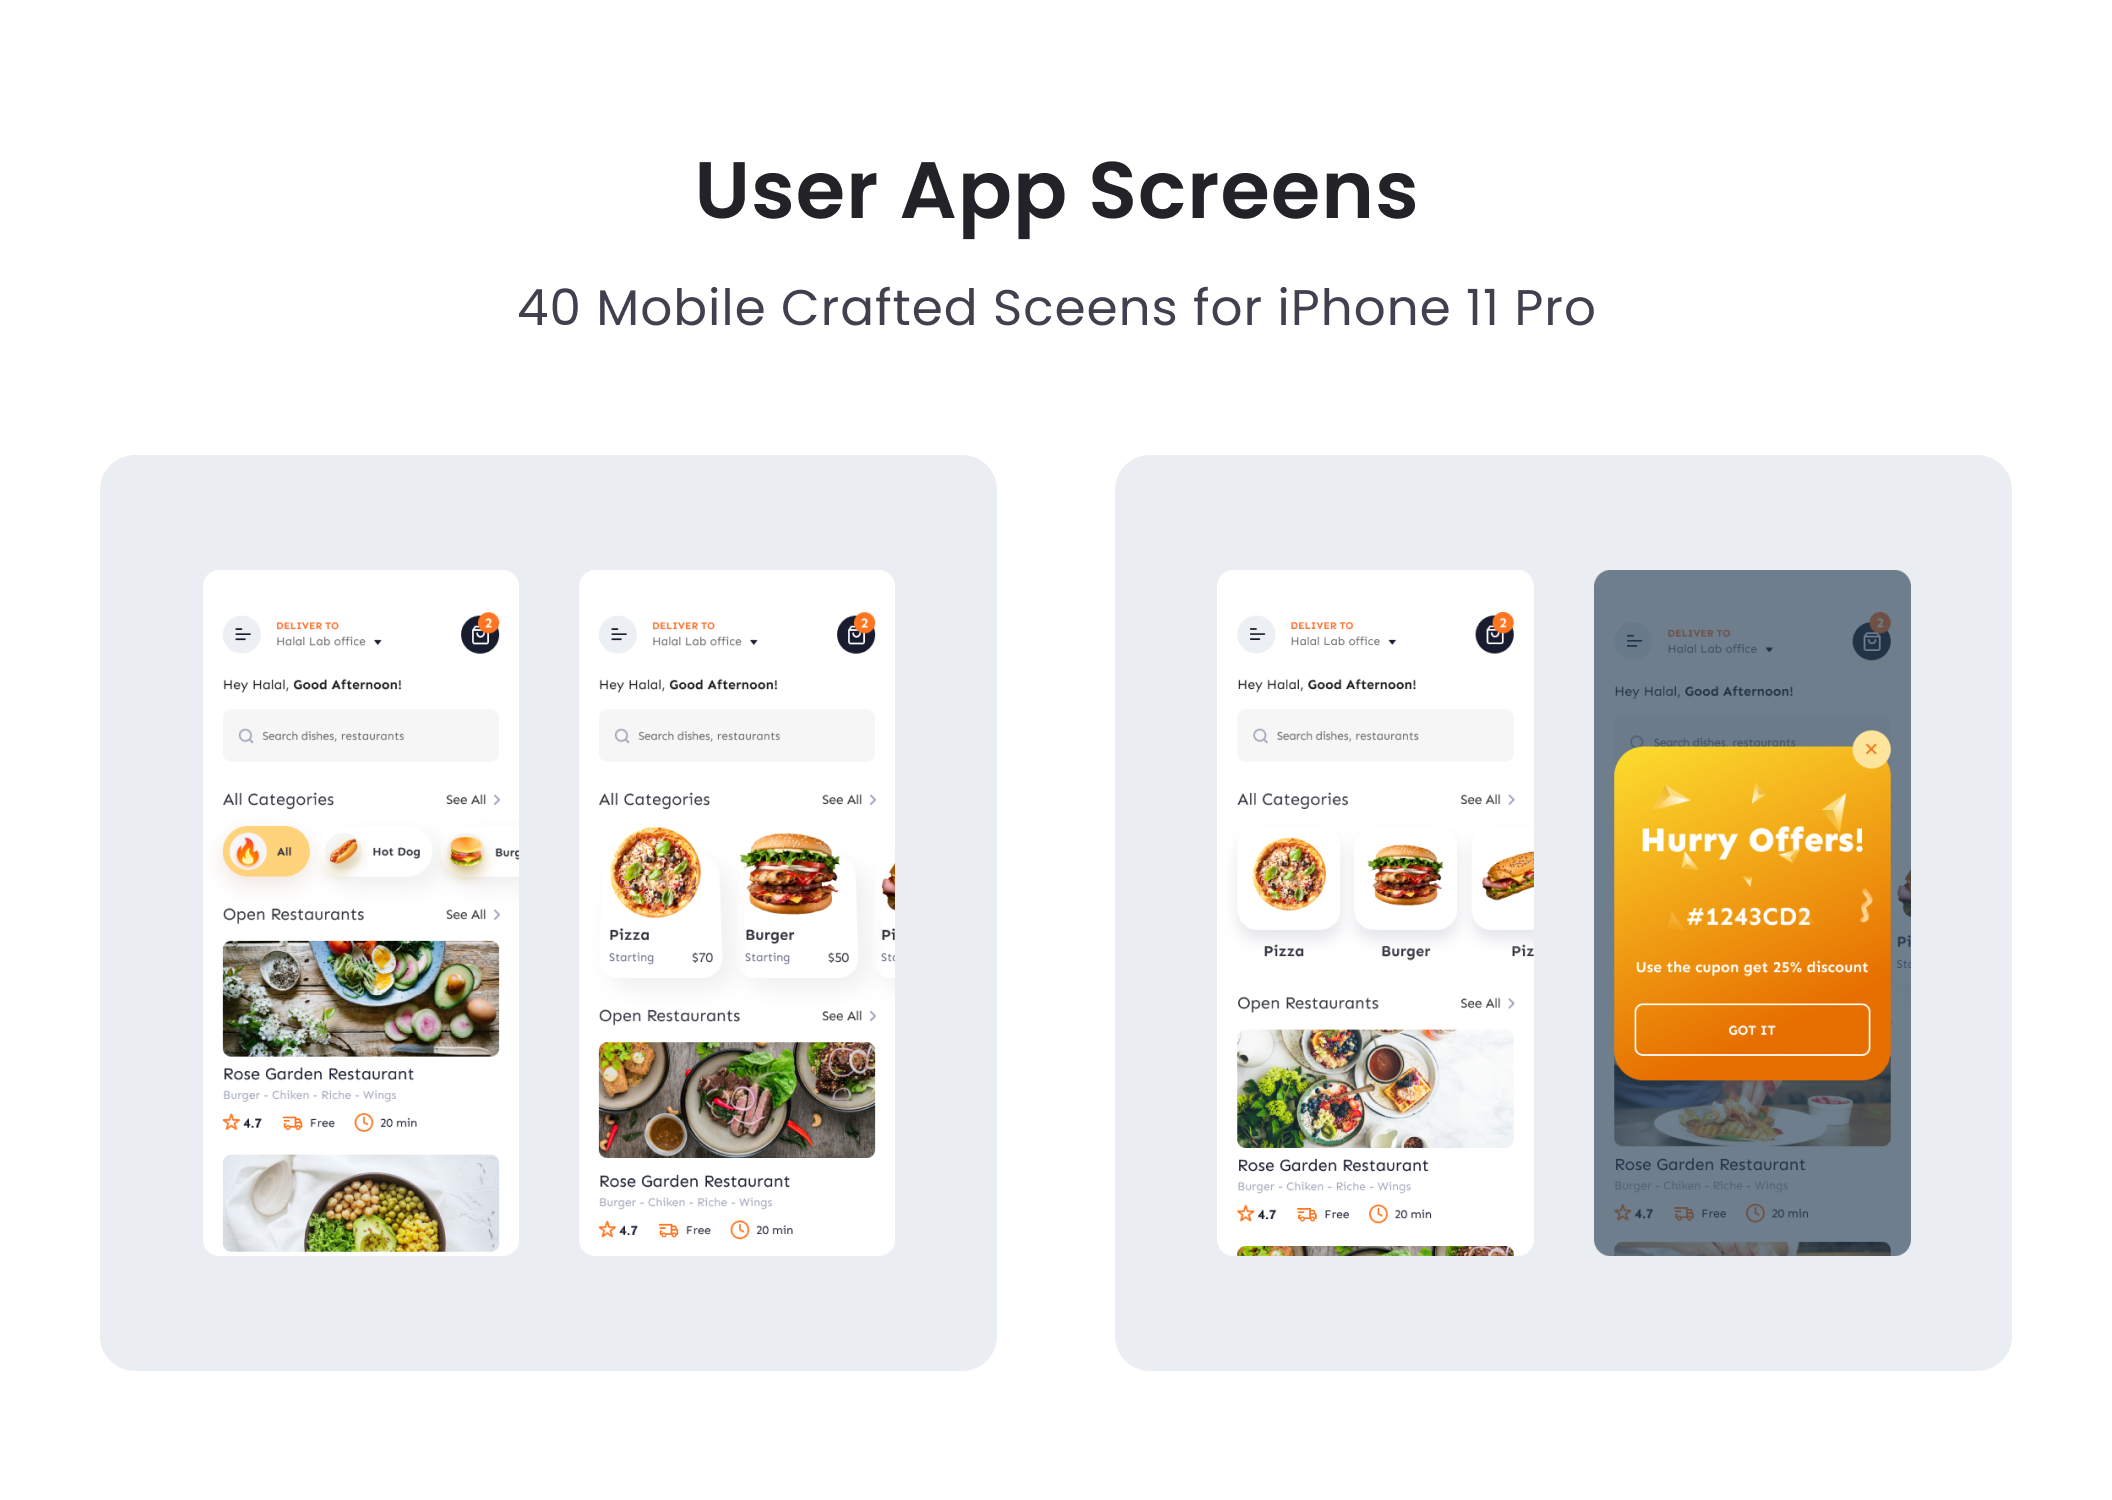 User App Screens
40 Mobile Crafted Sceens for iPhone 11 Pro
DELIVER TO
Halal Lab office
2
Hey Halal, Good Afternoon!
Search dishes, restaurants
All Categories See All
All Hot Dog Burg
Open Restaurants See All
Rose Garden Restaurant
Burger - Chiken - Riche - Wings
4.7 Free 20 min
DELIVER TO
Halal Lab office
2
Hey Halal, Good Afternoon!
Search dishes, restaurants
All Categories See All
Pizza Burger Pi
Starting $70 Starting $50 Sta
Open Restaurants See All
Rose Garden Restaurant
Burger - Chiken - Riche - Wings
4.7 Free 20 min
DELIVER TO
Halal Lab office
2
Hey Halal, Good Afternoon!
Search dishes, restaurants
All Categories See All
Pizza Burger Piz
Open Restaurants See All
Rose Garden Restaurant
Burger - Chiken - Riche - Wings
4.7 Free 20 min
DELIVER TO
Halal Lab office
2
Hey Halal, Good Afternoon!
Search dishes, restaurants
Hurry Offers!
#1243CD2
Pi
Use the cupon get 25% discount
Sta
GOT IT
Rose Garden Restaurant
Burger - Chiken - Riche - Wings
4.7 Free 20 min